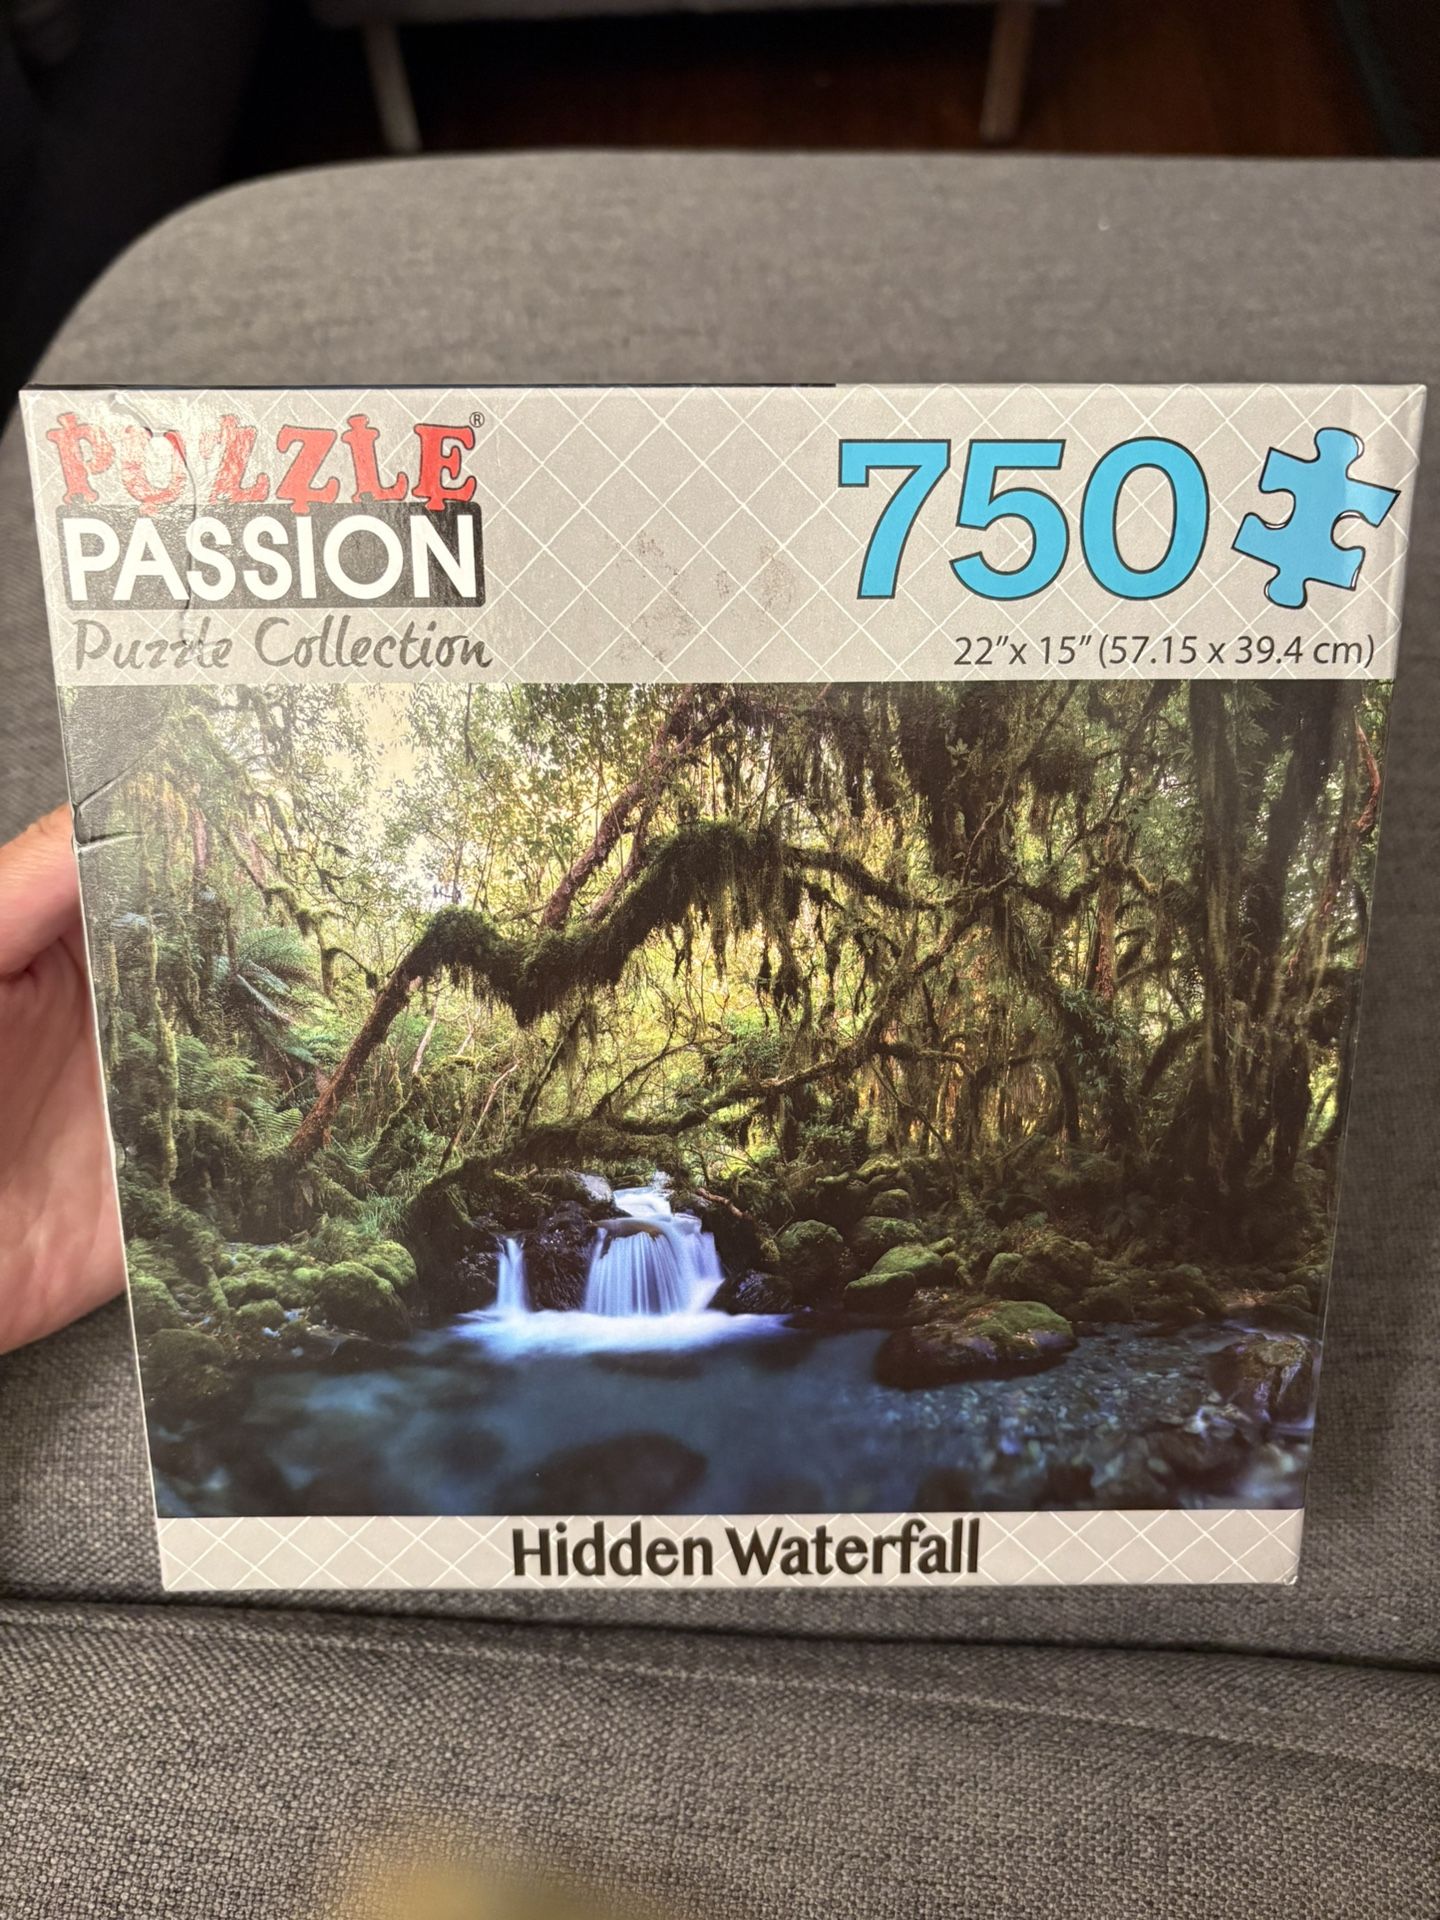 PUZZLE®
PASSION
Puzzle Collection
750
22"x 15" (57.15 x 39.4 cm)
Hidden Waterfall